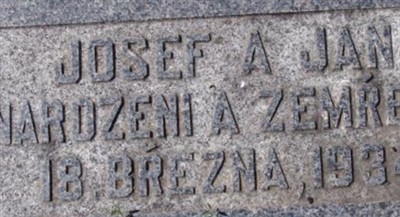 JOSEF A JAN
NAROZENI A ZEMŘE
18. BŘEZNA, 193